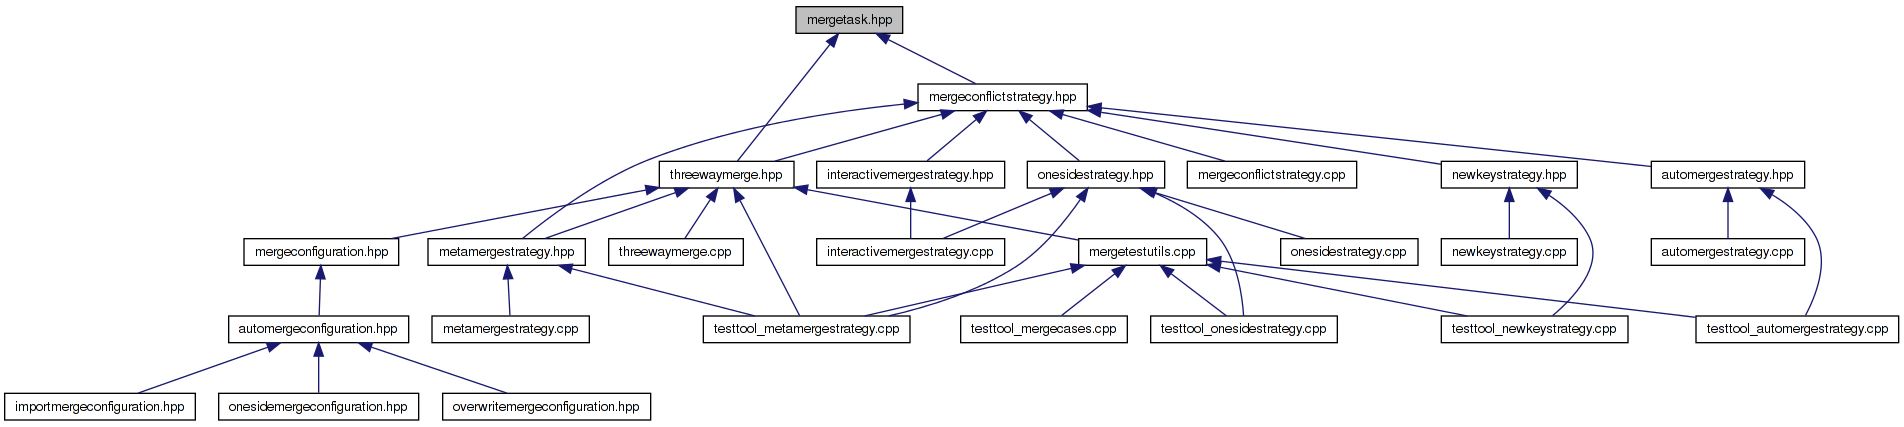 mergetask.hpp
mergeconflictstrategy.hpp
threewaymerge.hpp
interactivemergestrategy.hpp
onesidestrategy.hpp
mergeconflictstrategy.cpp
newkeystrategy.hpp
automergestrategy.hpp
mergeconfiguration.hpp
metamergestrategy.hpp
threewaymerge.cpp
interactivemergestrategy.cpp
mergetestutils.cpp
onesidestrategy.cpp
newkeystrategy.cpp
automergestrategy.cpp
automergeconfiguration.hpp
metamergestrategy.cpp
testtool_metamergestrategy.cpp
testtool_mergecases.cpp
testtool_onesidestrategy.cpp
testtool_newkeystrategy.cpp
testtool_automergestrategy.cpp
importmergeconfiguration.hpp
onesidemergeconfiguration.hpp
overwritemergeconfiguration.hpp